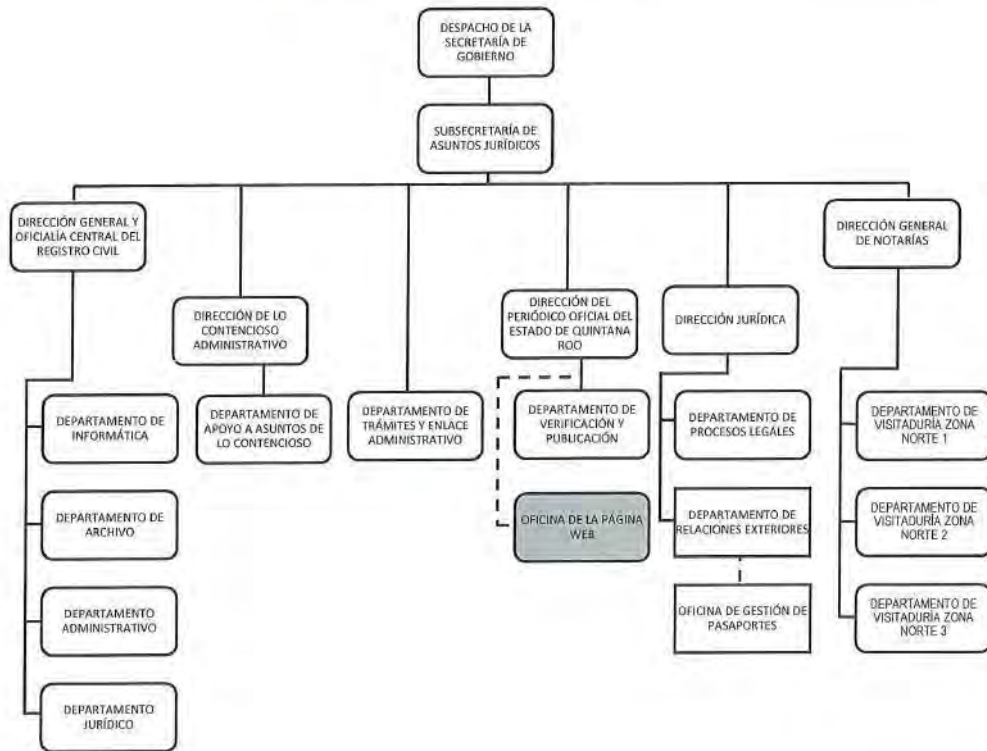 DESPACHO DE LA
SECRETARÍA DE
GOBIERNO
SUBSECRETARÍA DE
ASUNTOS JURÍDICOS
DIRECCIÓN GENERAL Y
OFICIALÍA CENTRAL DEL
REGISTRO CIVIL
DIRECCIÓN GENERAL
DE NOTARÍAS
DIRECCIÓN DE LO
CONTENCIOSO
ADMINISTRATIVO
DIRECCIÓN DEL
PERIÓDICO OFICIAL DEL
ESTADO DE QUINTANA
ROO
DIRECCIÓN JURÍDICA
DEPARTAMENTO
DE INFORMÁTICA
DEPARTAMENTO DE
APOYO A ASUNTOS DE
LO CONTENCIOSO
DEPARTAMENTO DE
TRÁMITES Y ENLACE
ADMINISTRATIVO
DEPARTAMENTO DE
VERIFICACIÓN Y
PUBLICACIÓN
DEPARTAMENTO DE
PROCESOS LEGALES
DEPARTAMENTO DE
VISITADURÍA ZONA
NORTE 1
DEPARTAMENTO DE
ARCHIVO
OFICINA DE LA PÁGINA
WEB
DEPARTAMENTO DE
RELACIONES EXTERIORES
DEPARTAMENTO DE
VISITADURÍA ZONA
NORTE 2
DEPARTAMENTO
ADMINISTRATIVO
OFICINA DE GESTIÓN DE
PASAPORTES
DEPARTAMENTO DE
VISITADURÍA ZONA
NORTE 3
DEPARTAMENTO
JURÍDICO